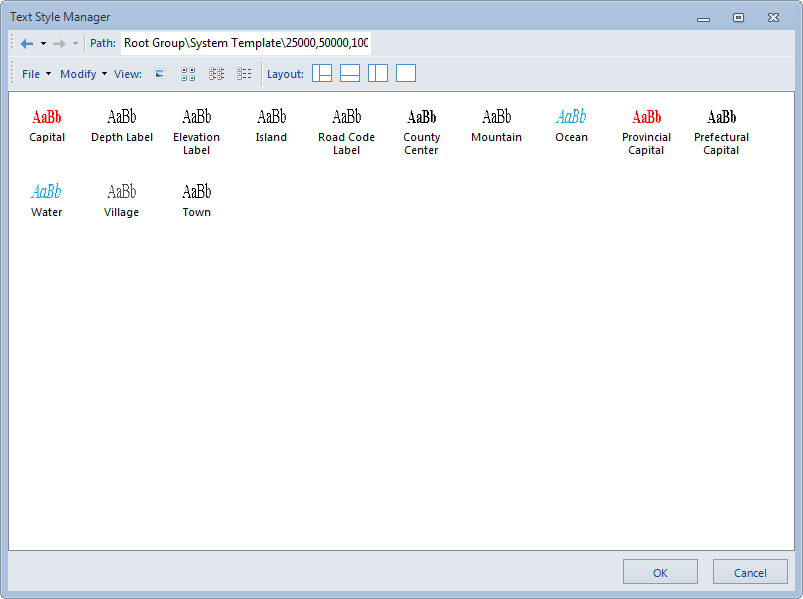 Text Style Manager
Path: Root Group\System Template\25000,50000,100
File Modify View: Layout:
AaBb AaBb AaBb AaBb AaBb AaBb AaBb AaBb AaBb AaBb
Capital Depth Label Elevation Label Island Road Code Label County Center Mountain Ocean Provincial Capital Prefectural Capital
AaBb AaBb AaBb
Water Village Town
OK Cancel